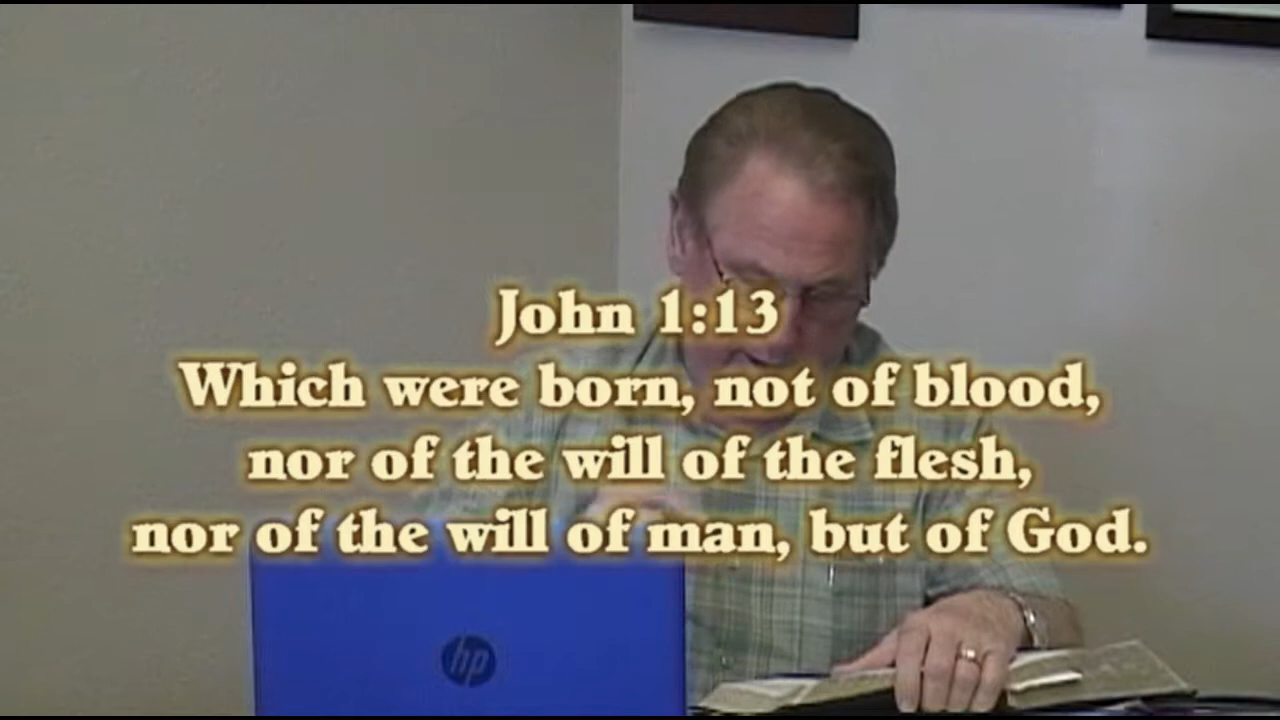 John 1:13
Which were born, not of blood,
nor of the will of the flesh,
nor of the will of man, but of God.
hp